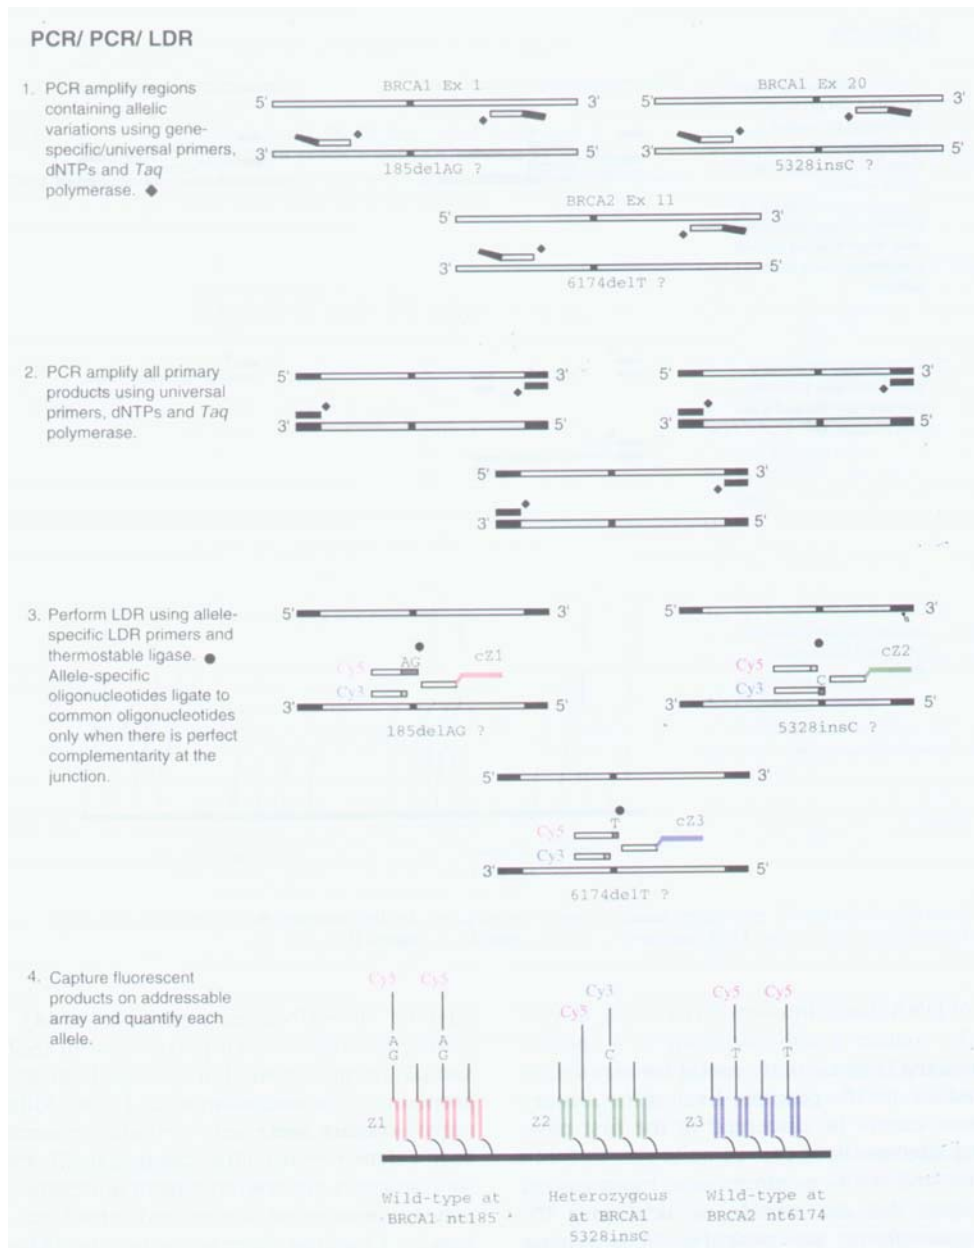 PCR/ PCR/ LDR
1. PCR amplify regions
containing allelic
variations using gene-
specific/universal primers,
dNTPs and Taq
polymerase. ◆
BRCA1 Ex 1
5' 3'
3' 5'
185delAG ?
BRCA1 Ex 20
5' 3'
3' 5'
5328insC ?
BRCA2 Ex 11
5' 3'
3' 5'
6174delT ?
2. PCR amplify all primary
products using universal
primers, dNTPs and Taq
polymerase.
5' 3'
3' 5'
5' 3'
3' 5'
5' 3'
3' 5'
3. Perform LDR using allele-
specific LDR primers and
thermostable ligase. ●
Allele-specific
oligonucleotides ligate to
common oligonucleotides
only when there is perfect
complementarity at the
junction.
5' 3'
AG cZ1
Cy5
Cy3
3' 5'
185delAG ?
5' 3'
cZ2
Cy5
Cy3 C
3' 5'
5328insC ?
5' 3'
T cZ3
Cy5
Cy3
3' 5'
6174delT ?
4. Capture fluorescent
products on addressable
array and quantify each
allele.
Cy5 Cy5
A A
G G
Z1
Wild-type at
BRCA1 nt185
Cy3
Cy5
C
Z2
Heterozygous
at BRCA1
5328insC
Cy5 Cy5
T T
Z3
Wild-type at
BRCA2 nt6174